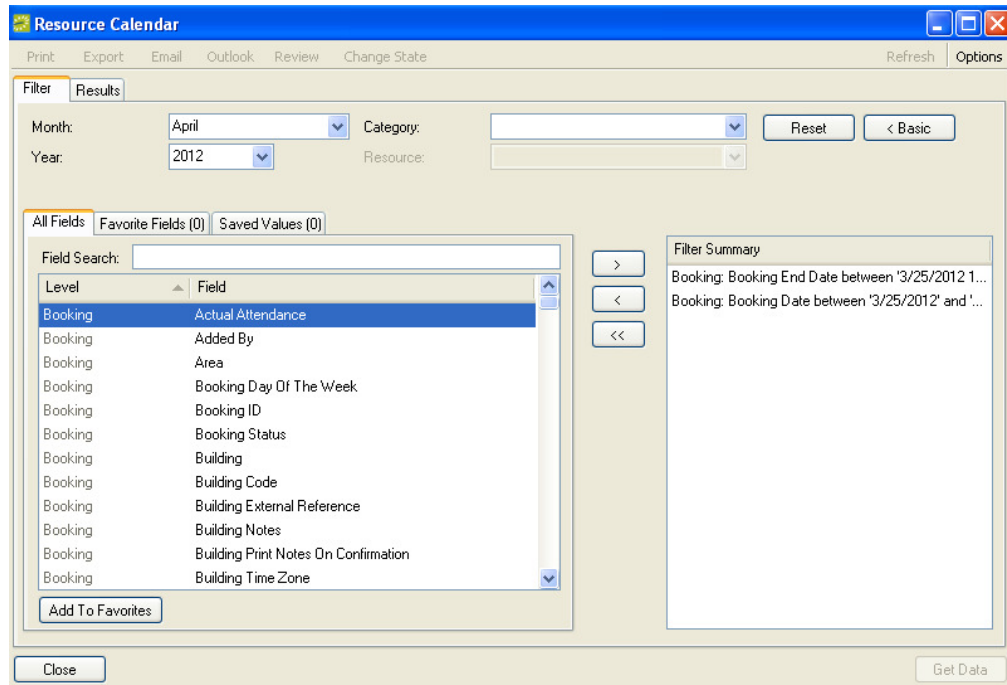 Resource Calendar
Print Export Email Outlook Review Change State Refresh Options
Filter Results
Month: April Category: Reset < Basic
Year: 2012 Resource:
All Fields Favorite Fields (0) Saved Values (0)
Field Search:
> Filter Summary
Level Field
Booking: Booking End Date between '3/25/2012 1...
Booking Actual Attendance
< Booking: Booking Date between '3/25/2012' and '...
Booking Added By
<<
Booking Area
Booking Booking Day Of The Week
Booking Booking ID
Booking Booking Status
Booking Building
Booking Building Code
Booking Building External Reference
Booking Building Notes
Booking Building Print Notes On Confirmation
Booking Building Time Zone
Add To Favorites
Close Get Data